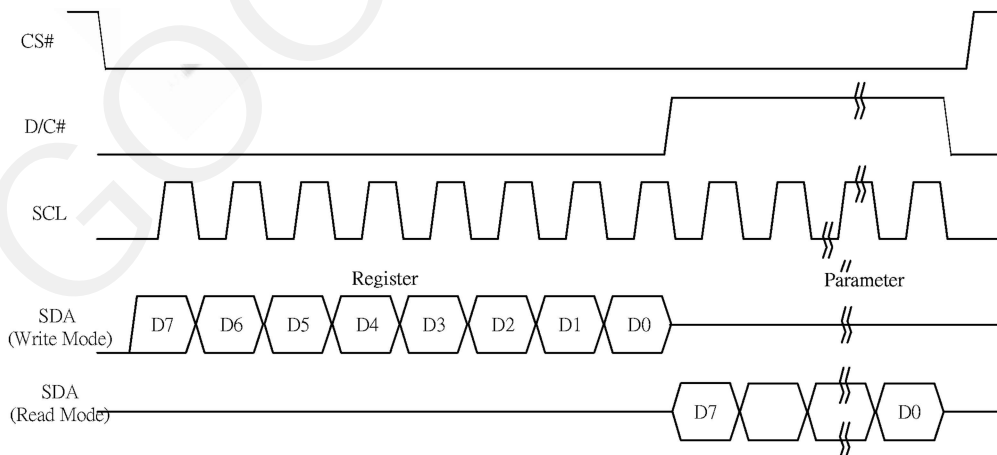 CS#
D/C#
SCL
Register
Parameter
SDA
(Write Mode)
D7 D6 D5 D4 D3 D2 D1 D0
SDA
(Read Mode)
D7 D0